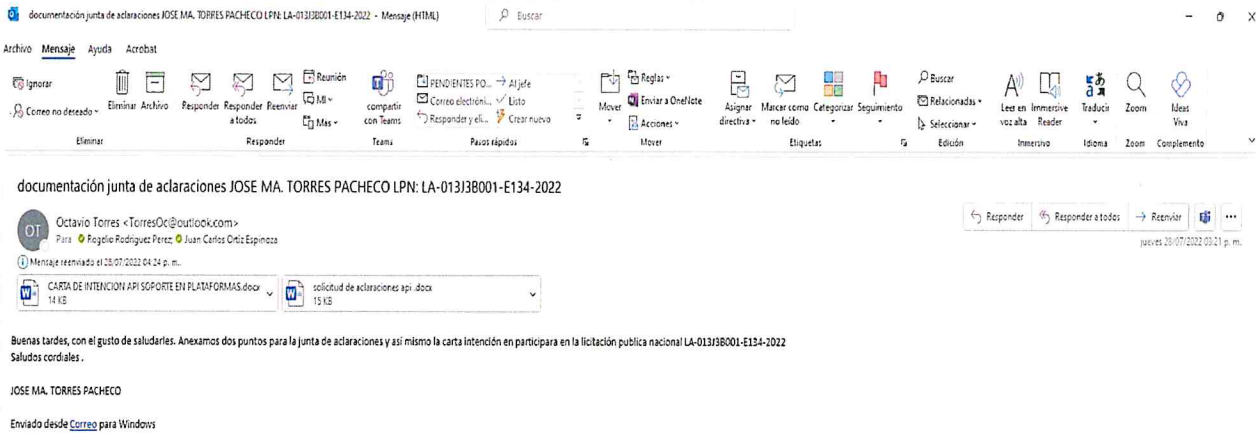 documentación junta de aclaraciones JOSE MA. TORRES PACHECO LPN: LA-013J3B001-E134-2022 - Mensaje (HTML)
Buscar
Archivo Mensaje Ayuda Acrobat
Ignorar
Correo no deseado
Eliminar Archivo
Responder Responder a todos Reenviar
Reunión
MI
Más
compartir con Teams
PENDIENTES PO...
Correo electróni...
Responder y eli...
Al jefe
Listo
Crear nuevo
Mover
Reglas
Enviar a OneNote
Acciones
Asignar directiva
Marcar como no leído
Categorizar Seguimiento
Buscar
Relacionadas
Seleccionar
Leer en voz alta
Immersive Reader
Traducir
Zoom
Ideas Viva
Eliminar Responder Teams Pasos rápidos Mover Etiquetas Edición Inmersivo Idioma Zoom Complemento
documentación junta de aclaraciones JOSE MA. TORRES PACHECO LPN: LA-013J3B001-E134-2022
OT
Octavio Torres <TorresOc@outlook.com>
Para Rogelio Rodriguez Perez; Juan Carlos Ortiz Espinoza
Responder Responder a todos Reenviar
jueves 28/07/2022 03:21 p. m.
Mensaje reenviado el 28/07/2022 04:24 p. m.
CARTA DE INTENCION API SOPORTE EN PLATAFORMAS.docx
14 KB
solicitud de aclaraciones api .docx
15 KB
Buenas tardes, con el gusto de saludarles. Anexamos dos puntos para la junta de aclaraciones y así mismo la carta intención en participara en la licitación publica nacional LA-013J3B001-E134-2022
Saludos cordiales .
JOSE MA. TORRES PACHECO
Enviado desde Correo para Windows